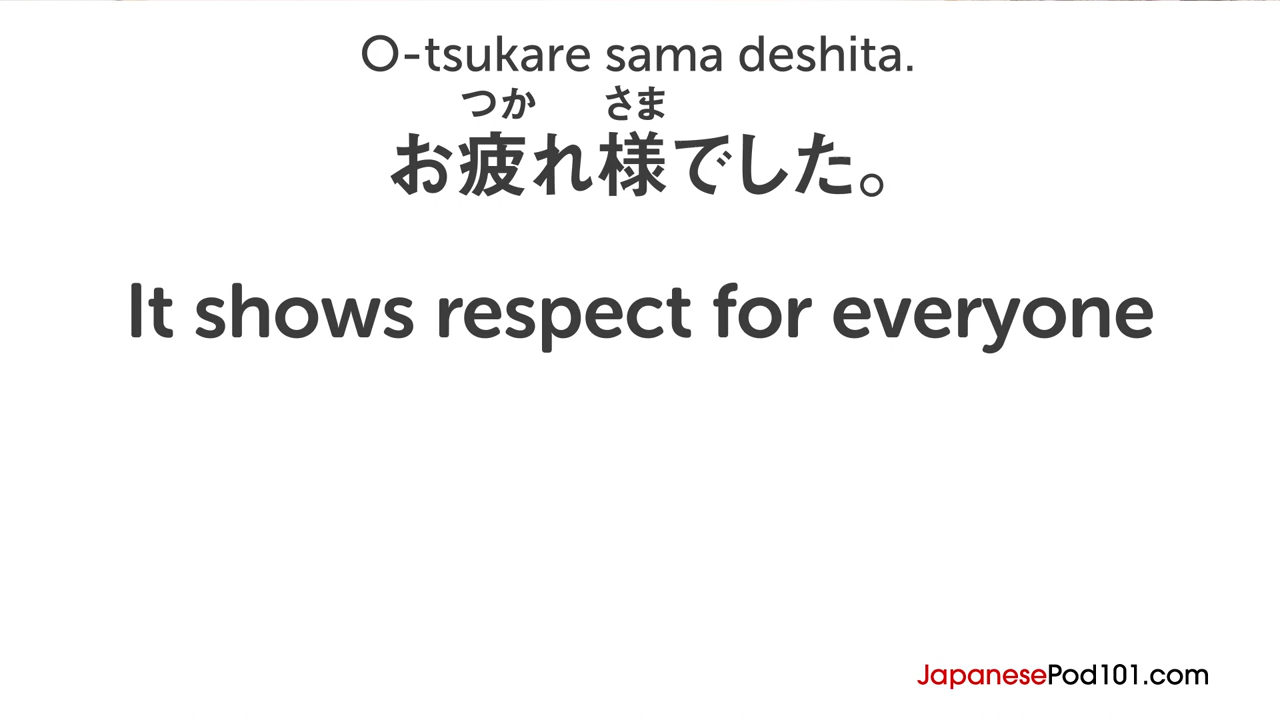 O-tsukare sama deshita.
つか さま
お疲れ様でした。
It shows respect for everyone
JapanesePod101.com